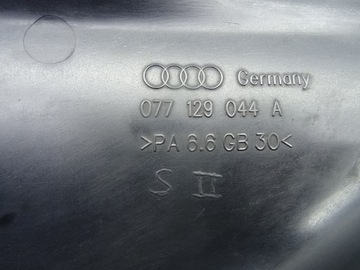 Germany
077 129 044 A
>PA 6.6 GB 30<
S II